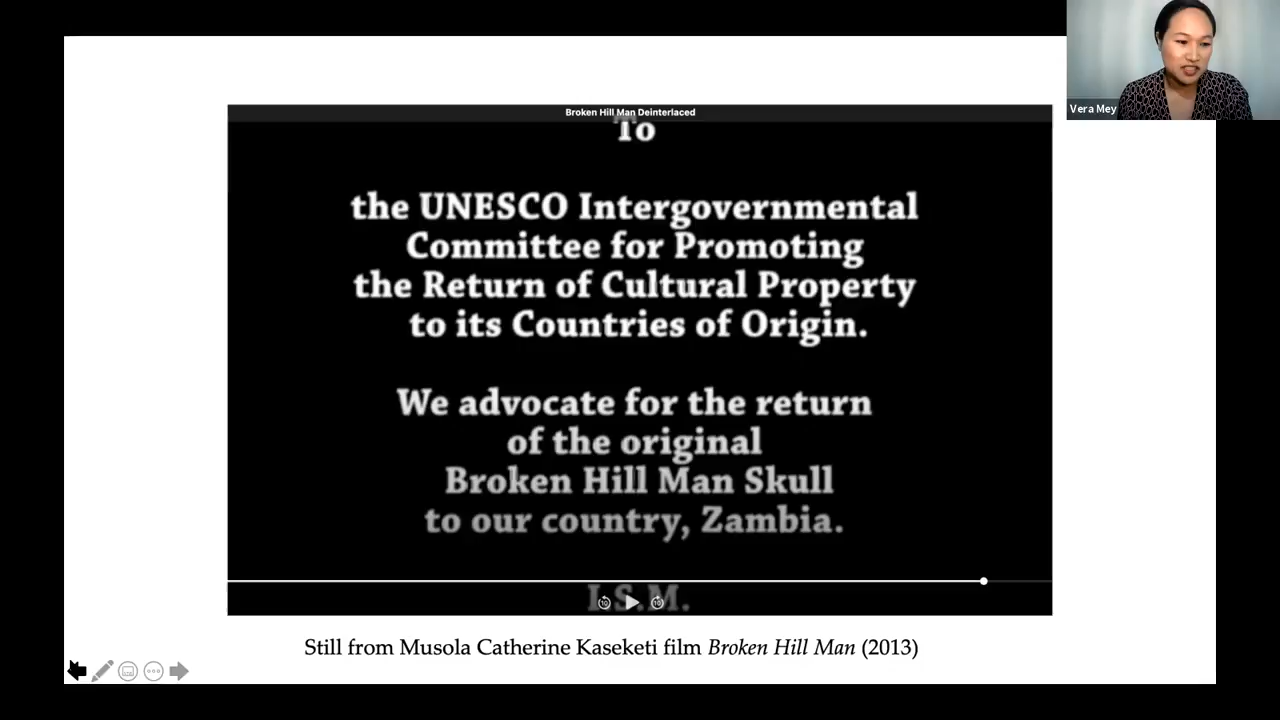 Broken Hill Man Deinterlaced
To
the UNESCO Intergovernmental
Committee for Promoting
the Return of Cultural Property
to its Countries of Origin.
We advocate for the return
of the original
Broken Hill Man Skull
to our country, Zambia.
I.S.M.
10
10
Still from Musola Catherine Kaseketi film Broken Hill Man (2013)
Vera Mey